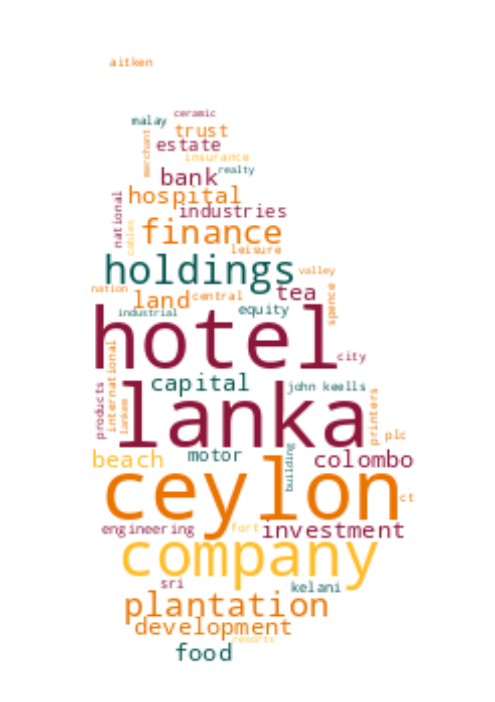 aitken
ceramic
malay
trust
merchant
estate
insurance
realty
bank
hospital
industries
national
cables
finance
leisure
holdings
valley
nation
land
central
tea
spence
industrial
equity
hotel
city
international
capital
john keells
products
lankem
lanka
printers
plc
beach
motor
building
colombo
ceylon
ct
engineering
fort
investment
company
sri
kelani
plantation
development
resorts
food